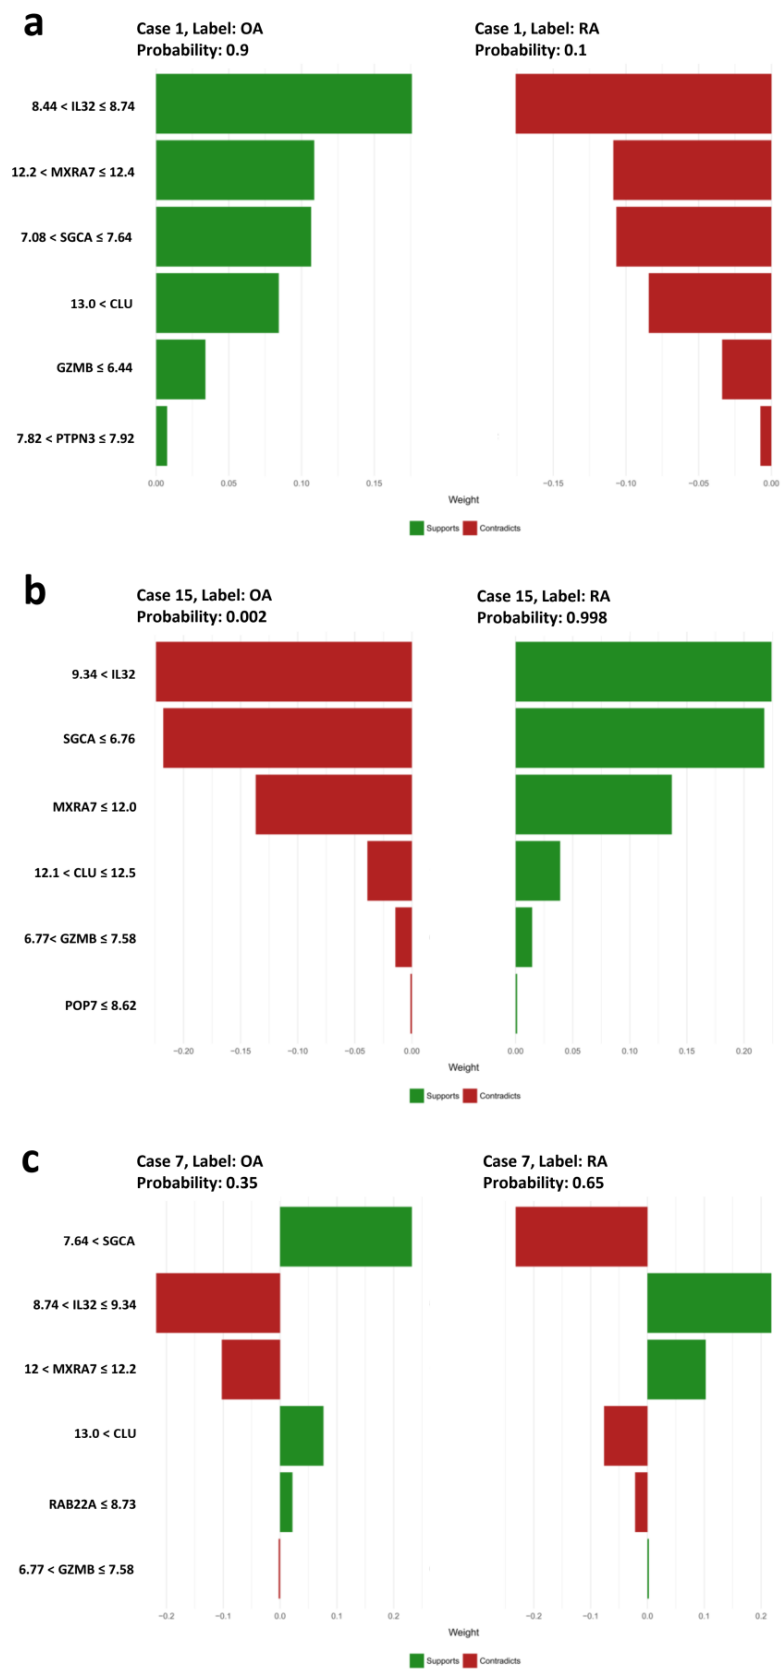 a
Case 1, Label: OA
Probability: 0.9
Case 1, Label: RA
Probability: 0.1
8.44 < IL32 ≤ 8.74
12.2 < MXRA7 ≤ 12.4
7.08 < SGCA ≤ 7.64
13.0 < CLU
GZMB ≤ 6.44
7.82 < PTPN3 ≤ 7.92
0.00 0.05 0.10 0.15 −0.15 −0.10 −0.05 0.00
Weight
Supports Contradicts
b
Case 15, Label: OA
Probability: 0.002
Case 15, Label: RA
Probability: 0.998
9.34 < IL32
SGCA ≤ 6.76
MXRA7 ≤ 12.0
12.1 < CLU ≤ 12.5
6.77< GZMB ≤ 7.58
POP7 ≤ 8.62
−0.20 −0.15 −0.10 −0.05 0.00 0.00 0.05 0.10 0.15 0.20
Weight
Supports Contradicts
c
Case 7, Label: OA
Probability: 0.35
Case 7, Label: RA
Probability: 0.65
7.64 < SGCA
8.74 < IL32 ≤ 9.34
12 < MXRA7 ≤ 12.2
13.0 < CLU
RAB22A ≤ 8.73
6.77 < GZMB ≤ 7.58
−0.2 −0.1 0.0 0.1 0.2 −0.2 −0.1 0.0 0.1 0.2
Weight
Supports Contradicts